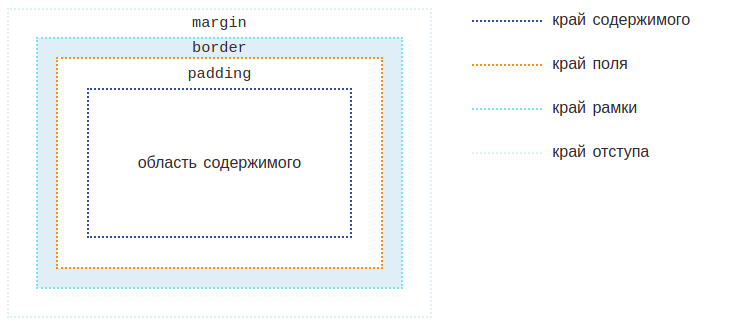 margin
border
padding
область содержимого
край содержимого
край поля
край рамки
край отступа